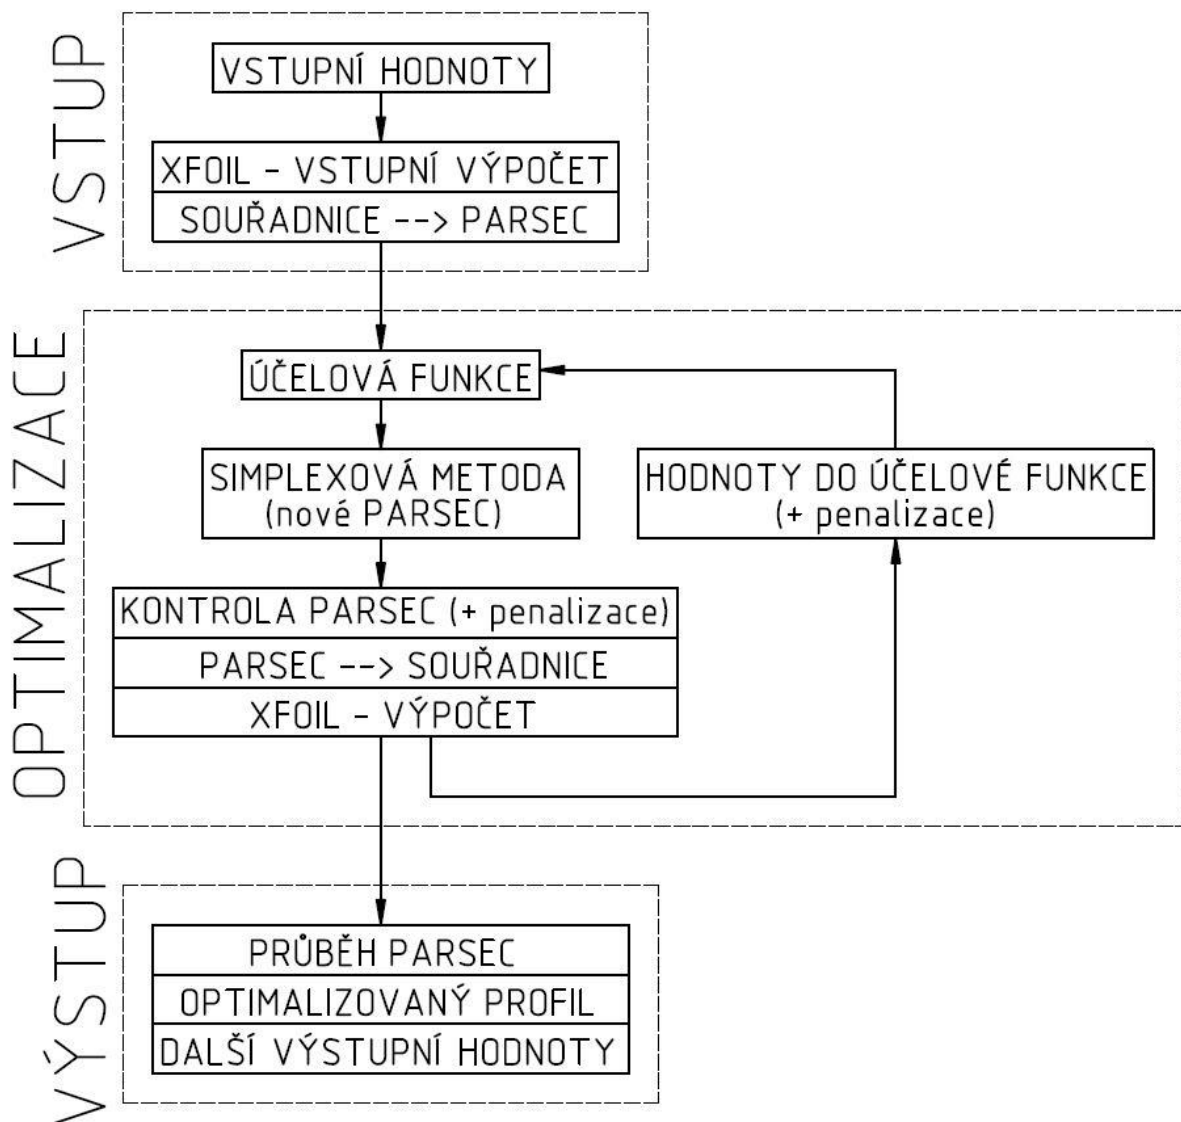 VSTUP
VSTUPNÍ HODNOTY
XFOIL - VSTUPNÍ VÝPOČET
SOUŘADNICE --> PARSEC
OPTIMALIZACE
ÚČELOVÁ FUNKCE
SIMPLEXOVÁ METODA
(nové PARSEC)
HODNOTY DO ÚČELOVÉ FUNKCE
(+ penalizace)
KONTROLA PARSEC (+ penalizace)
PARSEC --> SOUŘADNICE
XFOIL - VÝPOČET
VÝSTUP
PRŮBĚH PARSEC
OPTIMALIZOVANÝ PROFIL
DALŠÍ VÝSTUPNÍ HODNOTY